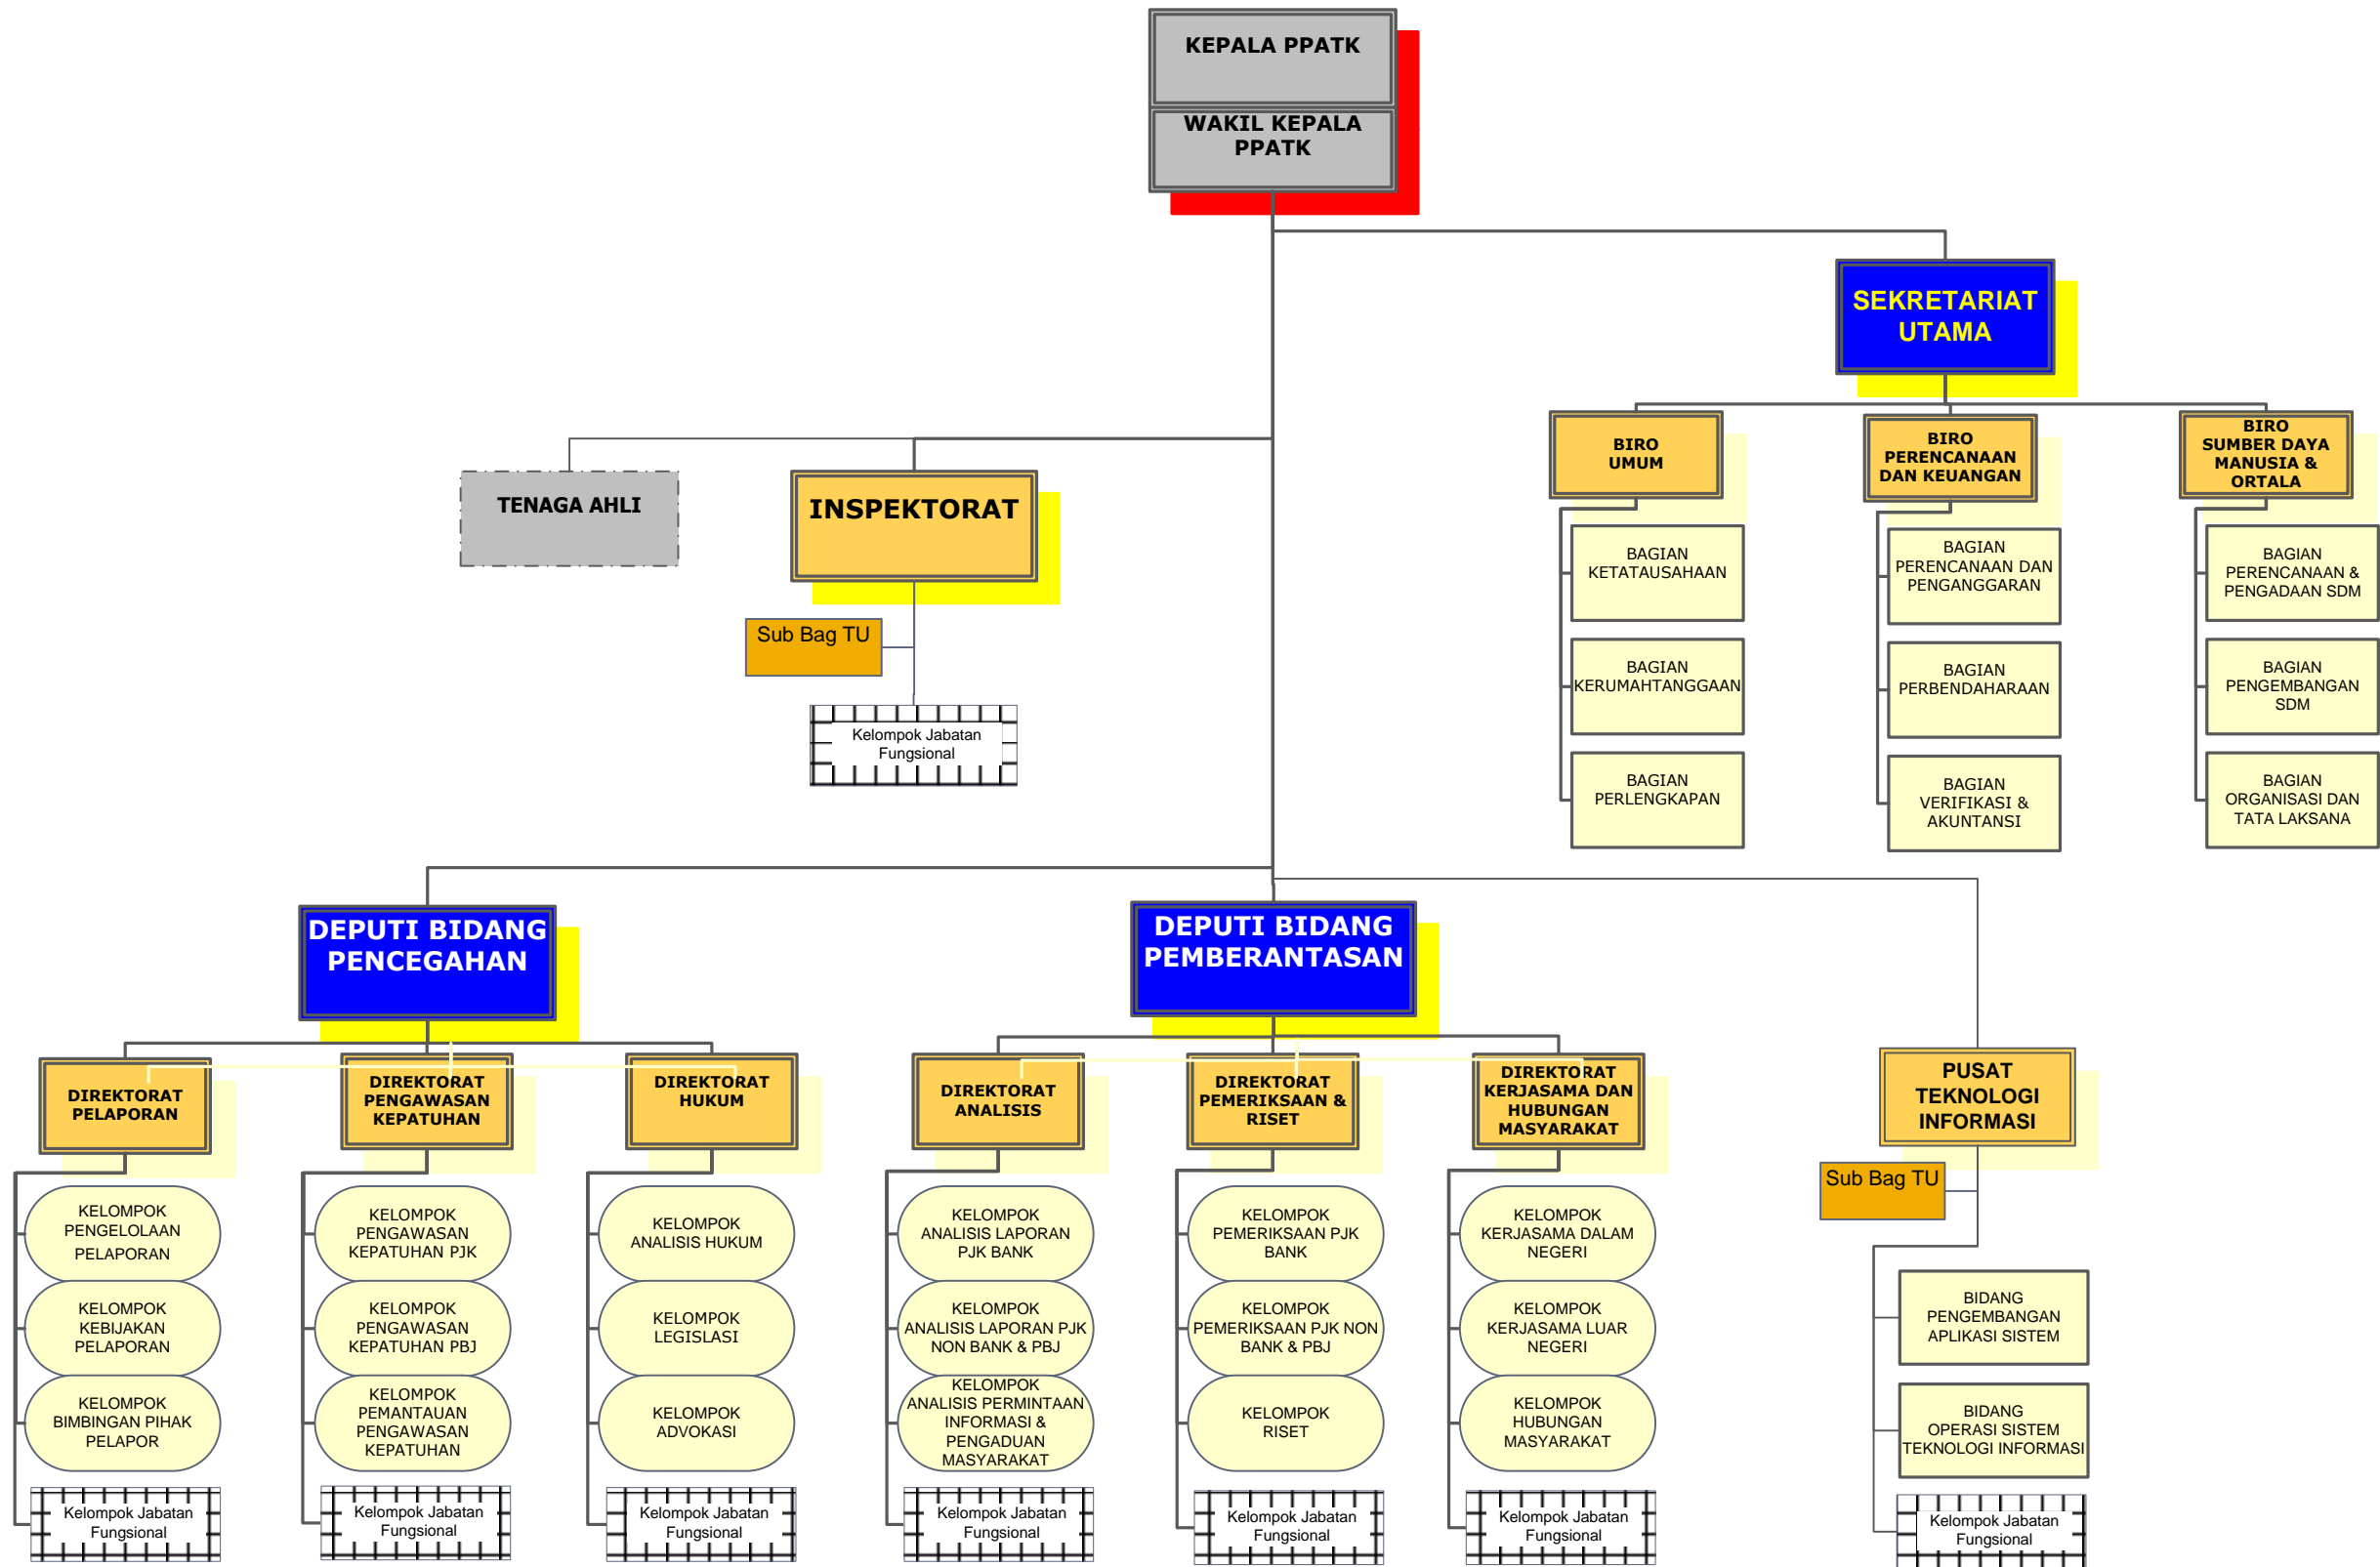 KEPALA PPATK
WAKIL KEPALA
PPATK
SEKRETARIAT
UTAMA
BIRO
UMUM
BIRO
PERENCANAAN
DAN KEUANGAN
BIRO
SUMBER DAYA
MANUSIA &
ORTALA
TENAGA AHLI
INSPEKTORAT
Sub Bag TU
Kelompok Jabatan
Fungsional
BAGIAN
KETATAUSAHAAN
BAGIAN
KERUMAHTANGGAAN
BAGIAN
PERLENGKAPAN
BAGIAN
PERENCANAAN DAN
PENGANGGARAN
BAGIAN
PERBENDAHARAAN
BAGIAN
VERIFIKASI &
AKUNTANSI
BAGIAN
PERENCANAAN &
PENGADAAN SDM
BAGIAN
PENGEMBANGAN
SDM
BAGIAN
ORGANISASI DAN
TATA LAKSANA
DEPUTI BIDANG
PENCEGAHAN
DEPUTI BIDANG
PEMBERANTASAN
DIREKTORAT
PELAPORAN
DIREKTORAT
PENGAWASAN
KEPATUHAN
DIREKTORAT
HUKUM
DIREKTORAT
ANALISIS
DIREKTORAT
PEMERIKSAAN &
RISET
DIREKTORAT
KERJASAMA DAN
HUBUNGAN
MASYARAKAT
PUSAT
TEKNOLOGI
INFORMASI
Sub Bag TU
KELOMPOK
PENGELOLAAN
PELAPORAN
KELOMPOK
KEBIJAKAN
PELAPORAN
KELOMPOK
BIMBINGAN PIHAK
PELAPOR
Kelompok Jabatan
Fungsional
KELOMPOK
PENGAWASAN
KEPATUHAN PJK
KELOMPOK
PENGAWASAN
KEPATUHAN PBJ
KELOMPOK
PEMANTAUAN
PENGAWASAN
KEPATUHAN
Kelompok Jabatan
Fungsional
KELOMPOK
ANALISIS HUKUM
KELOMPOK
LEGISLASI
KELOMPOK
ADVOKASI
Kelompok Jabatan
Fungsional
KELOMPOK
ANALISIS LAPORAN
PJK BANK
KELOMPOK
ANALISIS LAPORAN PJK
NON BANK & PBJ
KELOMPOK
ANALISIS PERMINTAAN
INFORMASI &
PENGADUAN
MASYARAKAT
Kelompok Jabatan
Fungsional
KELOMPOK
PEMERIKSAAN PJK
BANK
KELOMPOK
PEMERIKSAAN PJK NON
BANK & PBJ
KELOMPOK
RISET
Kelompok Jabatan
Fungsional
KELOMPOK
KERJASAMA DALAM
NEGERI
KELOMPOK
KERJASAMA LUAR
NEGERI
KELOMPOK
HUBUNGAN
MASYARAKAT
Kelompok Jabatan
Fungsional
BIDANG
PENGEMBANGAN
APLIKASI SISTEM
BIDANG
OPERASI SISTEM
TEKNOLOGI INFORMASI
Kelompok Jabatan
Fungsional